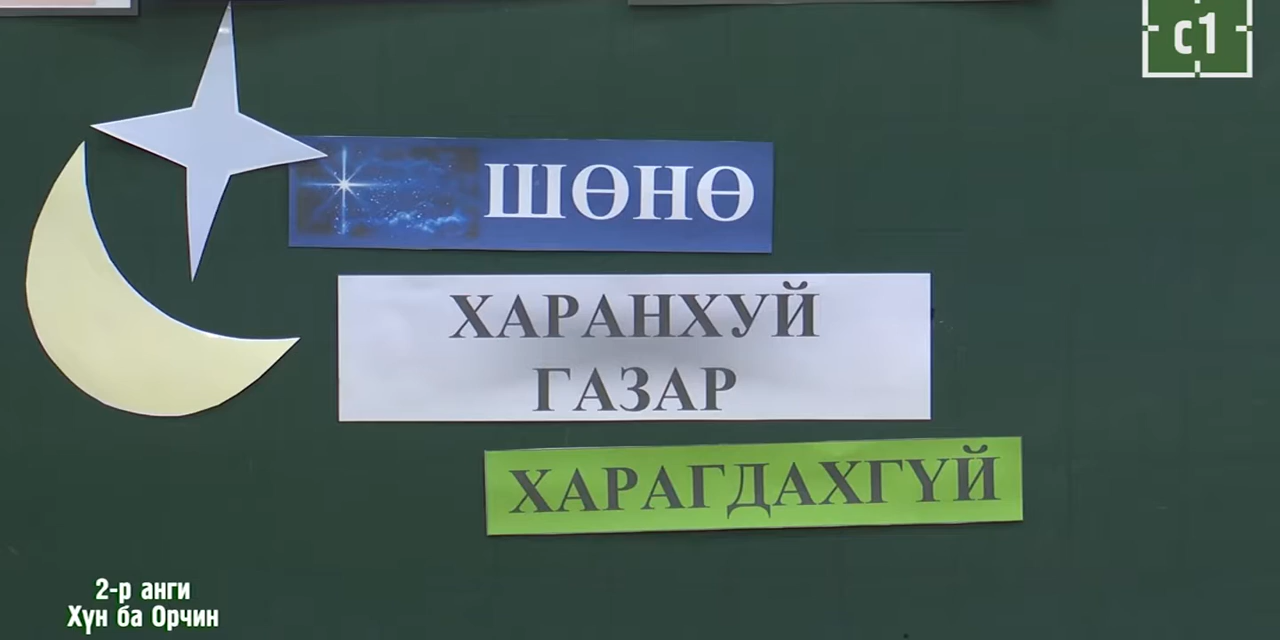 с1
ШӨНӨ
ХАРАНХУЙ
ГАЗАР
ХАРАГДАХГҮЙ
2-р анги
Хүн ба Орчин